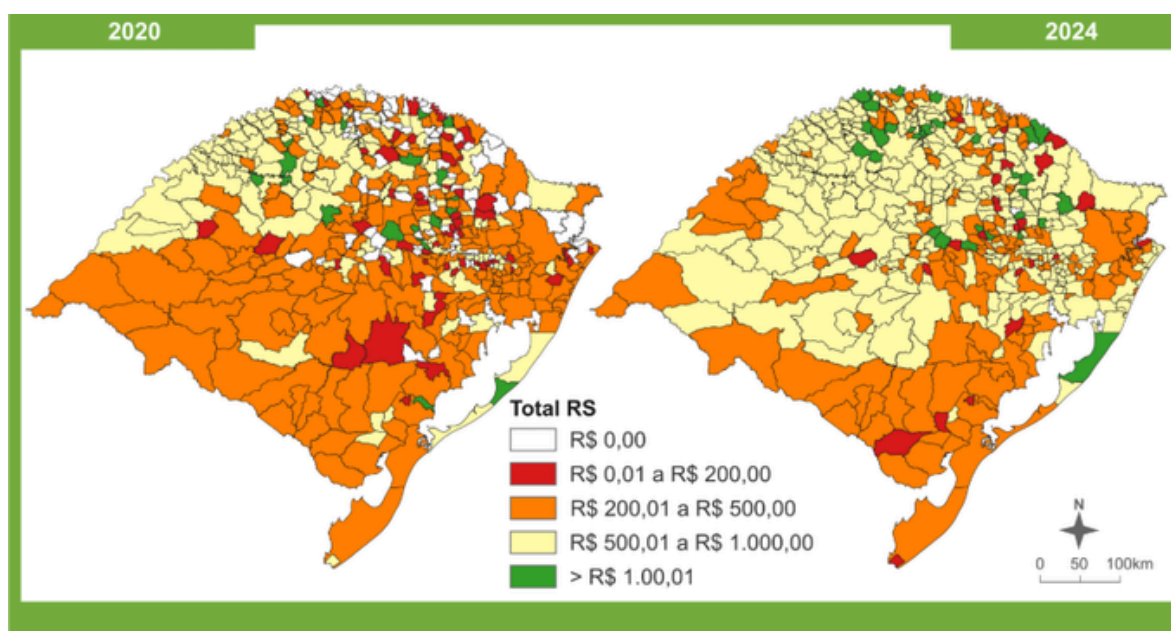 2020
2024
Total RS
R$ 0,00
R$ 0,01 a R$ 200,00
R$ 200,01 a R$ 500,00
R$ 500,01 a R$ 1.000,00
> R$ 1.00,01
N
0 50 100km